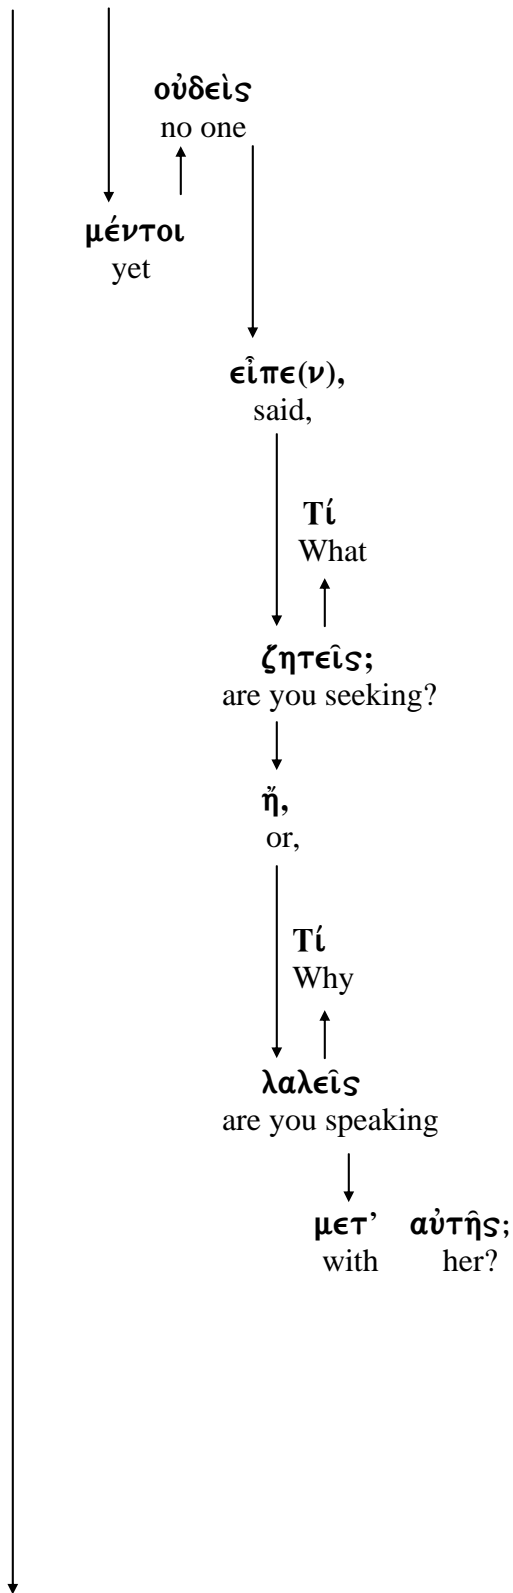 οὐδεὶς
no one
μέντοι
yet
εἶπε(ν),
said,
Τί
What
ζητεῖς;
are you seeking?
ἤ,
or,
Τί
Why
λαλεῖς
are you speaking
μετ’ αὐτῆς;
with her?